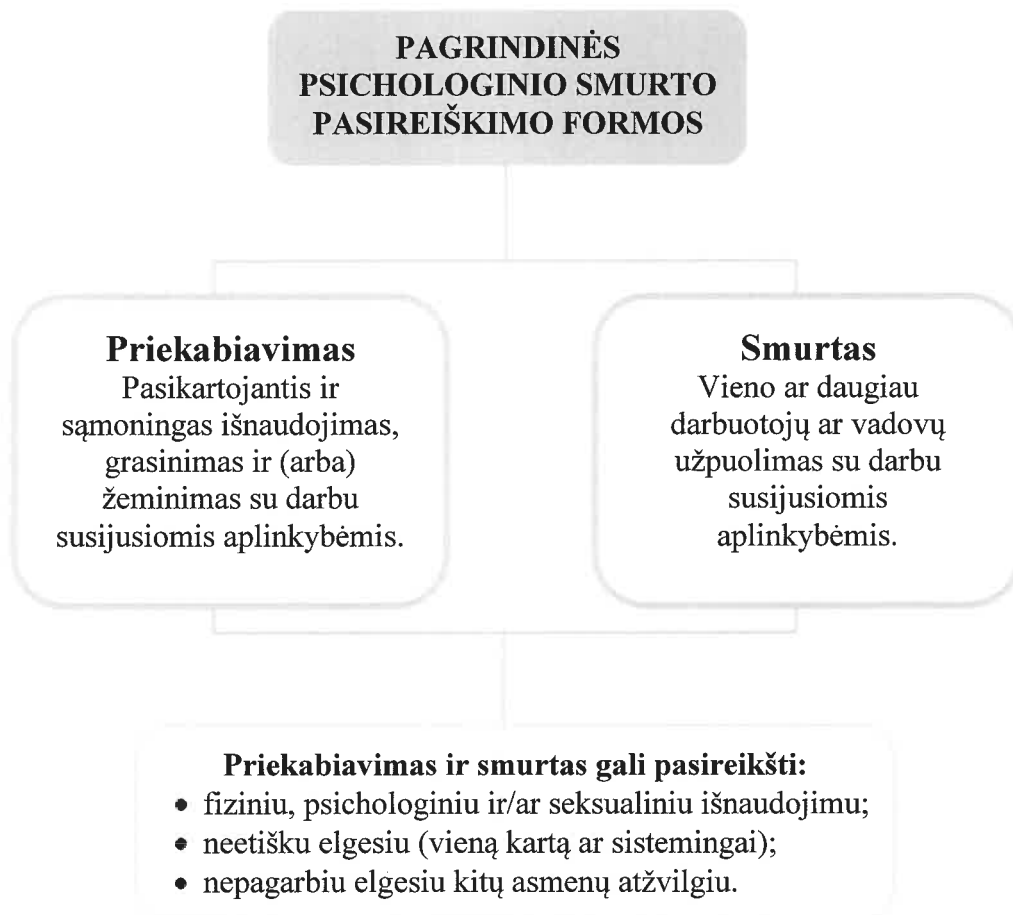 PAGRINDINĖS
PSICHOLOGINIO SMURTO
PASIREIŠKIMO FORMOS
Priekabiavimas
Pasikartojantis ir
sąmoningas išnaudojimas,
grasinimas ir (arba)
žeminimas su darbu
susijusiomis aplinkybėmis.
Smurtas
Vieno ar daugiau
darbuotojų ar vadovų
užpuolimas su darbu
susijusiomis
aplinkybėmis.
Priekabiavimas ir smurtas gali pasireikšti:
• fiziniu, psichologiniu ir/ar seksualiniu išnaudojimu;
• neetišku elgesiu (vieną kartą ar sistemingai);
• nepagarbiu elgesiu kitų asmenų atžvilgiu.